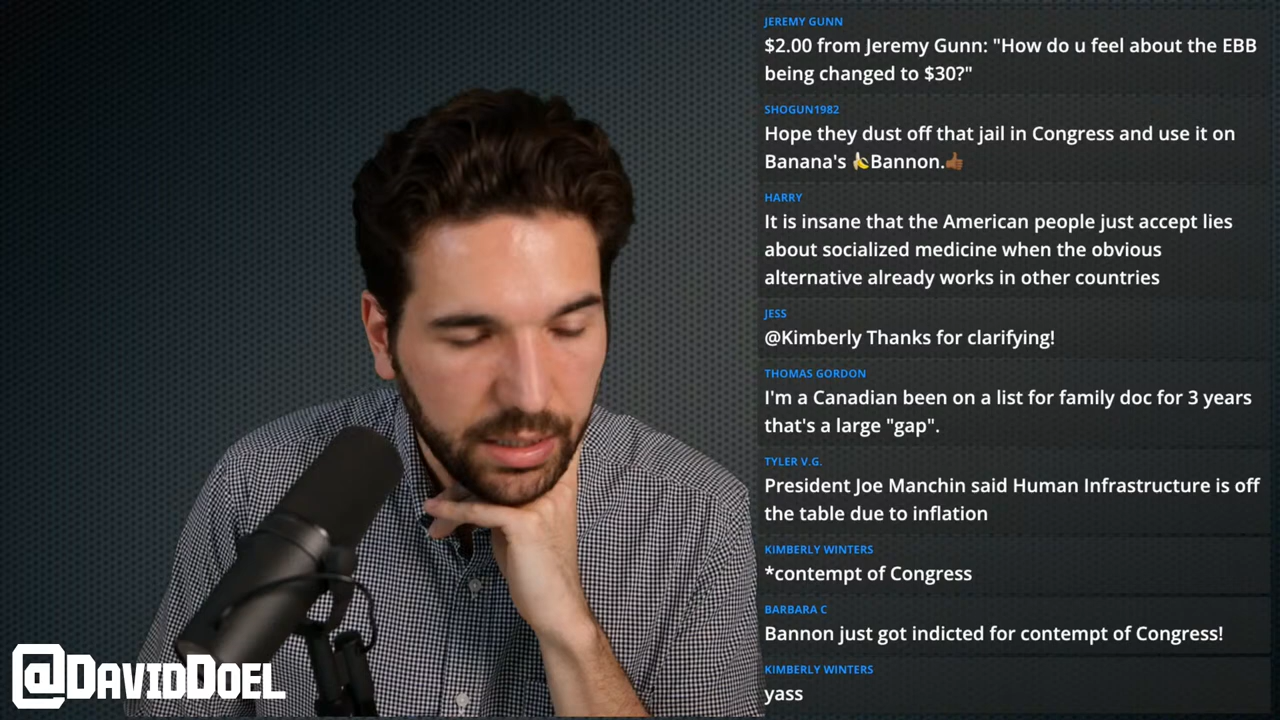 JEREMY GUNN
$2.00 from Jeremy Gunn: "How do u feel about the EBB
being changed to $30?"
SHOGUN1982
Hope they dust off that jail in Congress and use it on
Banana's 🍌Bannon.👍🏾
HARRY
It is insane that the American people just accept lies
about socialized medicine when the obvious
alternative already works in other countries
JESS
@Kimberly Thanks for clarifying!
THOMAS GORDON
I'm a Canadian been on a list for family doc for 3 years
that's a large "gap".
TYLER V.G.
President Joe Manchin said Human Infrastructure is off
the table due to inflation
KIMBERLY WINTERS
*contempt of Congress
BARBARA C
Bannon just got indicted for contempt of Congress!
KIMBERLY WINTERS
yass
@DAVIDDOEL